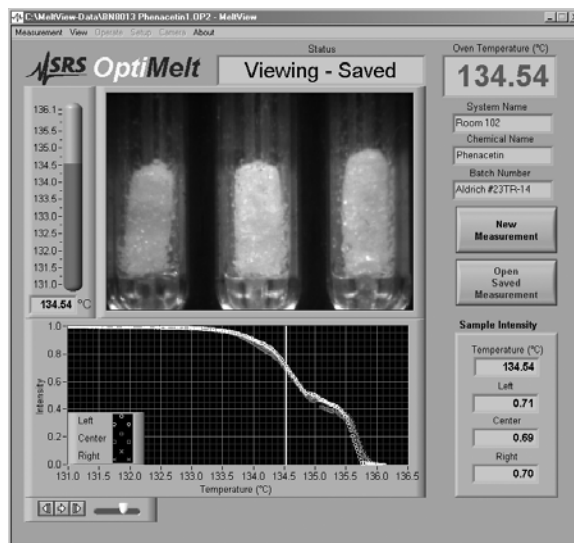 C:\MeltView-Data\BN8013 Phenacetin1.OP2 - MeltView
Measurement View Operate Setup Camera About
SRS OptiMelt
Status
Viewing - Saved
Oven Temperature (°C)
134.54
System Name
Room 102
Chemical Name
Phenacetin
Batch Number
Aldrich #23TR-14
New
Measurement
Open
Saved
Measurement
136.1
135.5
135.0
134.5
134.0
133.5
133.0
132.5
132.0
131.5
131.0
134.54 °C
Intensity
1.0
0.8
0.6
0.4
0.2
0.0
Left
Center
Right
131.0 131.5 132.0 132.5 133.0 133.5 134.0 134.5 135.0 135.5 136.0 136.5
Temperature (°C)
Sample Intensity
Temperature (°C)
134.54
Left
0.71
Center
0.69
Right
0.70